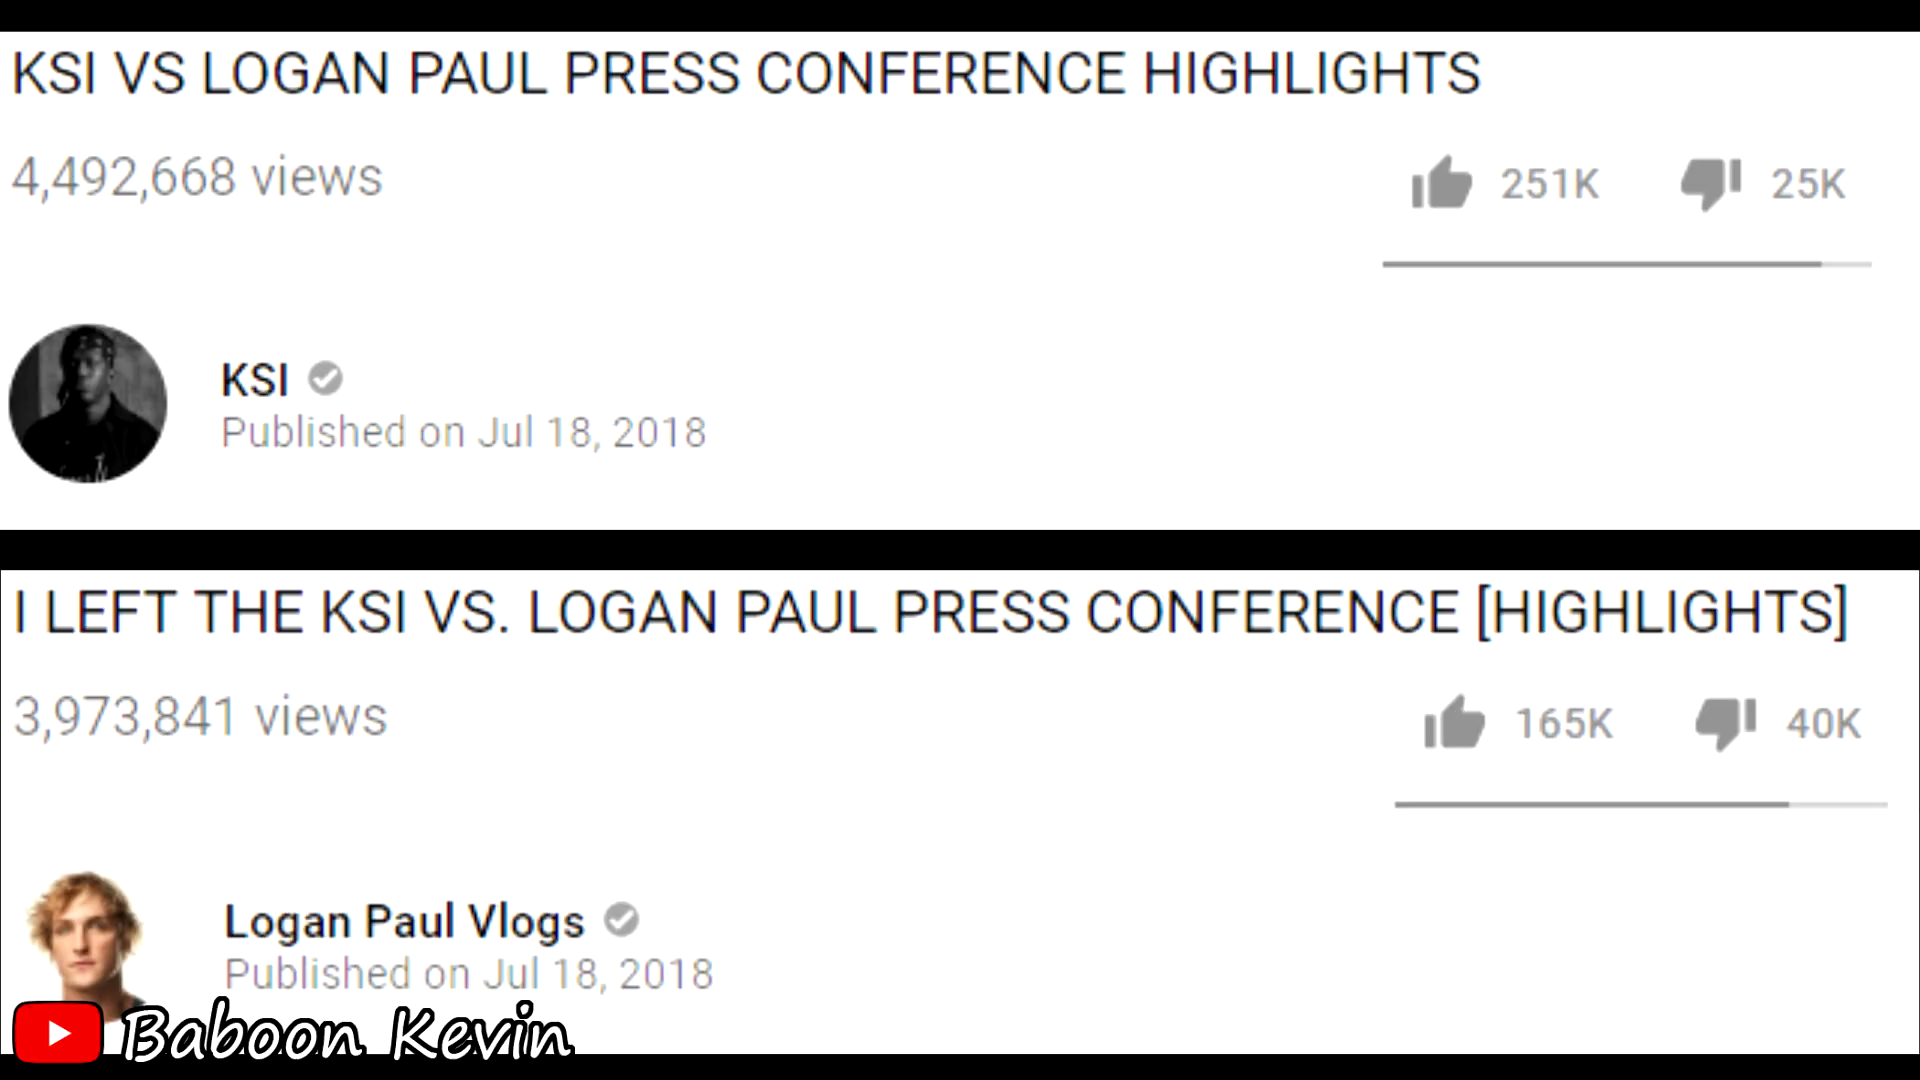 KSI VS LOGAN PAUL PRESS CONFERENCE HIGHLIGHTS
4,492,668 views
251K
25K
KSI
Published on Jul 18, 2018
I LEFT THE KSI VS. LOGAN PAUL PRESS CONFERENCE [HIGHLIGHTS]
3,973,841 views
165K
40K
Logan Paul Vlogs
Published on Jul 18, 2018
Baboon Kevin